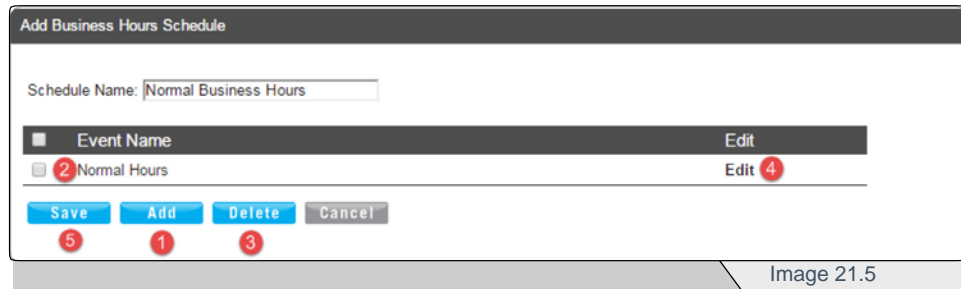 Add Business Hours Schedule
Schedule Name: Normal Business Hours
Event Name Edit
2 Normal Hours Edit 4
Save Add Delete Cancel
5 1 3
Image 21.5